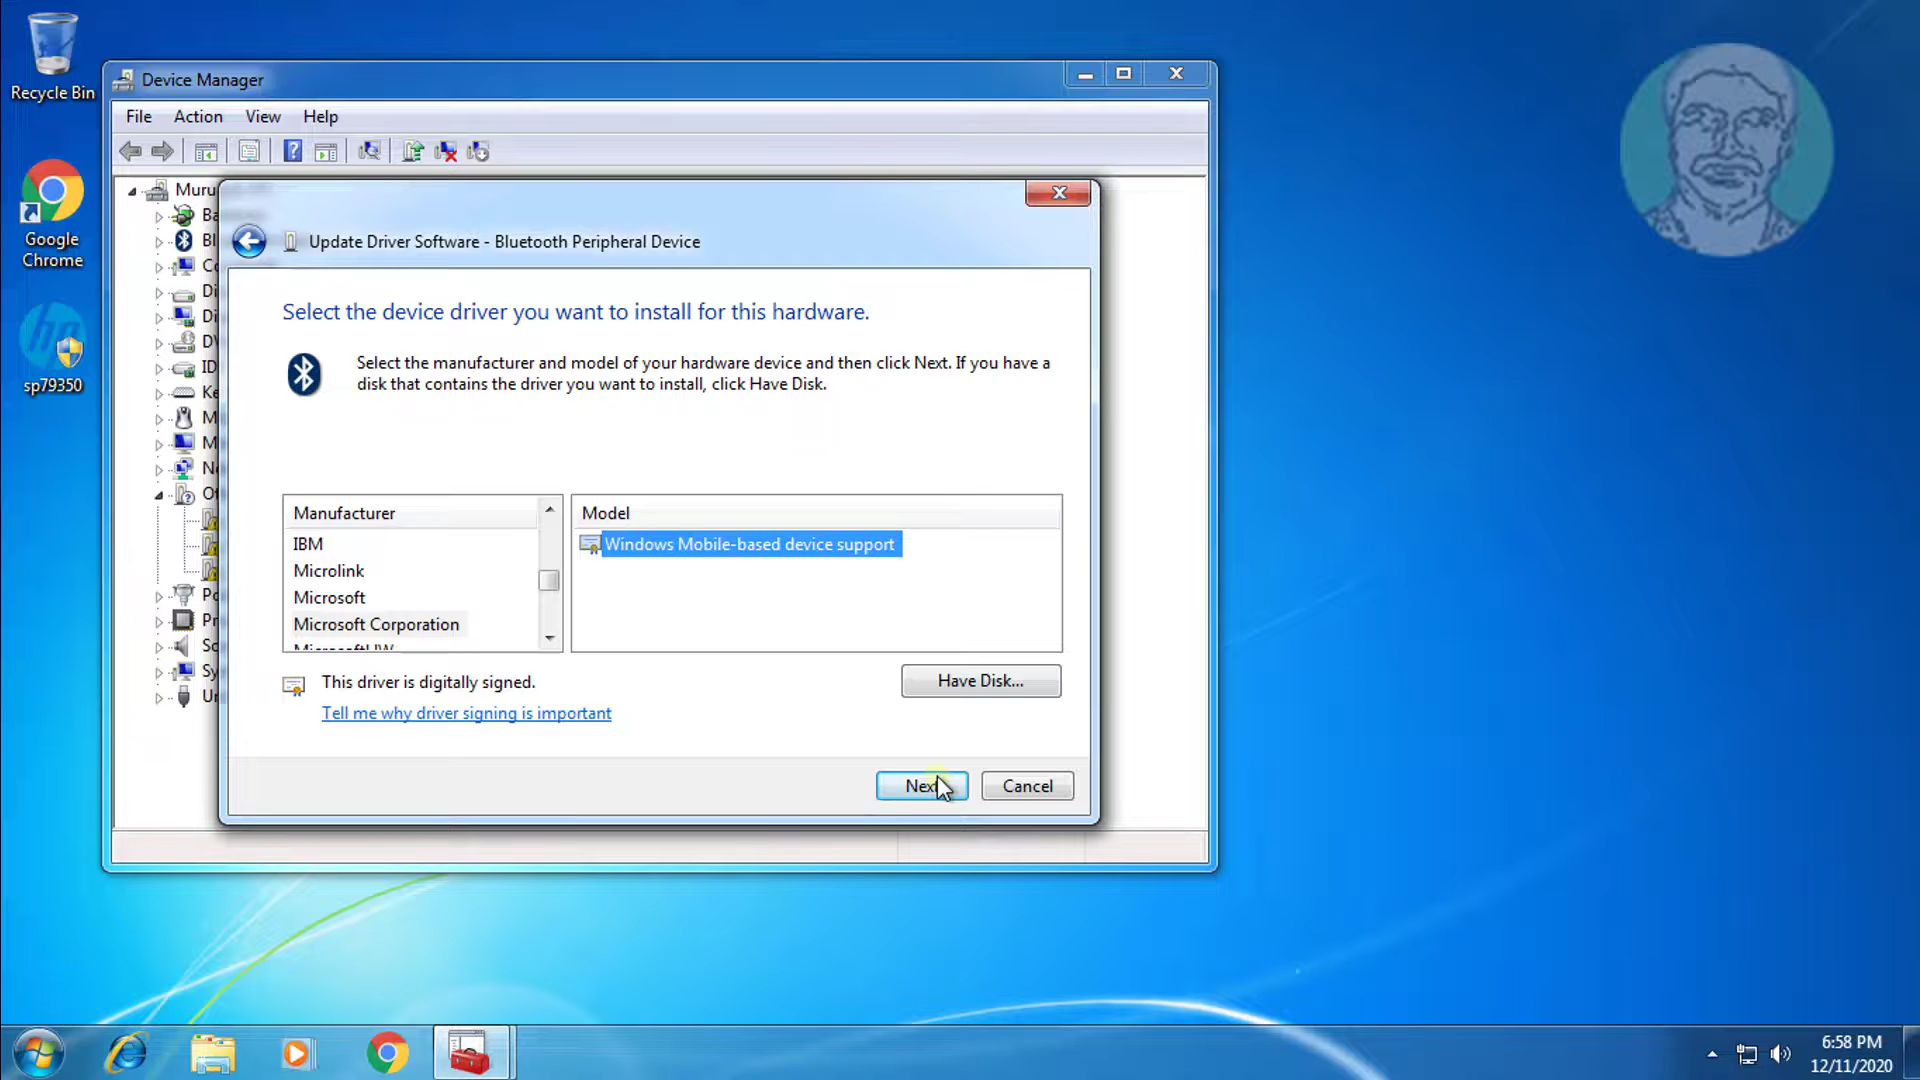 Recycle Bin
Device Manager
File Action View Help
Google
Chrome
sp79350
Update Driver Software - Bluetooth Peripheral Device
Select the device driver you want to install for this hardware.
Select the manufacturer and model of your hardware device and then click Next. If you have a
disk that contains the driver you want to install, click Have Disk.
Manufacturer
IBM
Microlink
Microsoft
Microsoft Corporation
Model
Windows Mobile-based device support
This driver is digitally signed.
Tell me why driver signing is important
Have Disk...
Next
Cancel
6:58 PM
12/11/2020